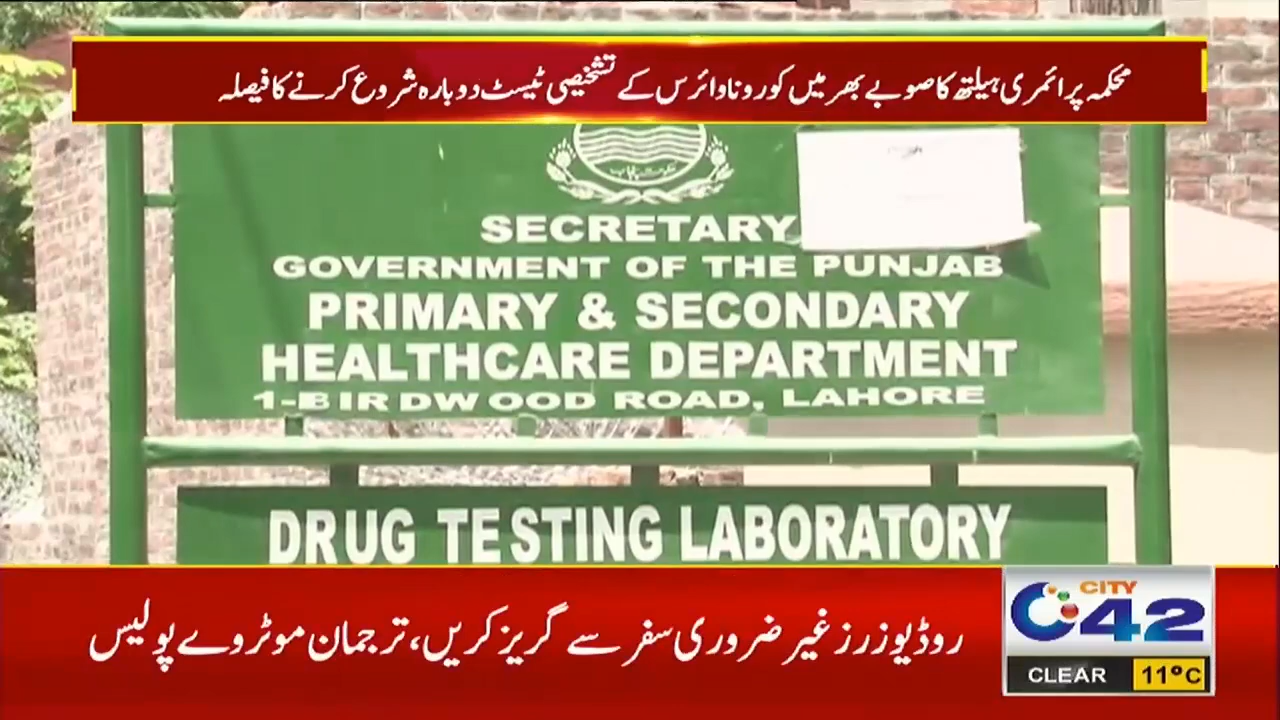 محکمہ پرائمری ہیلتھ کا صوبے بھر میں کورونا وائرس کے تشخیصی ٹیسٹ دوبارہ شروع کرنے کا فیصلہ
SECRETARY
GOVERNMENT OF THE PUNJAB
PRIMARY & SECONDARY
HEALTHCARE DEPARTMENT
1-BIRDWOOD ROAD, LAHORE
DRUG TESTING LABORATORY
روڈ یوزرز غیر ضروری سفر سے گریز کریں، ترجمان موٹروے پولیس
CITY
42
CLEAR 11°C